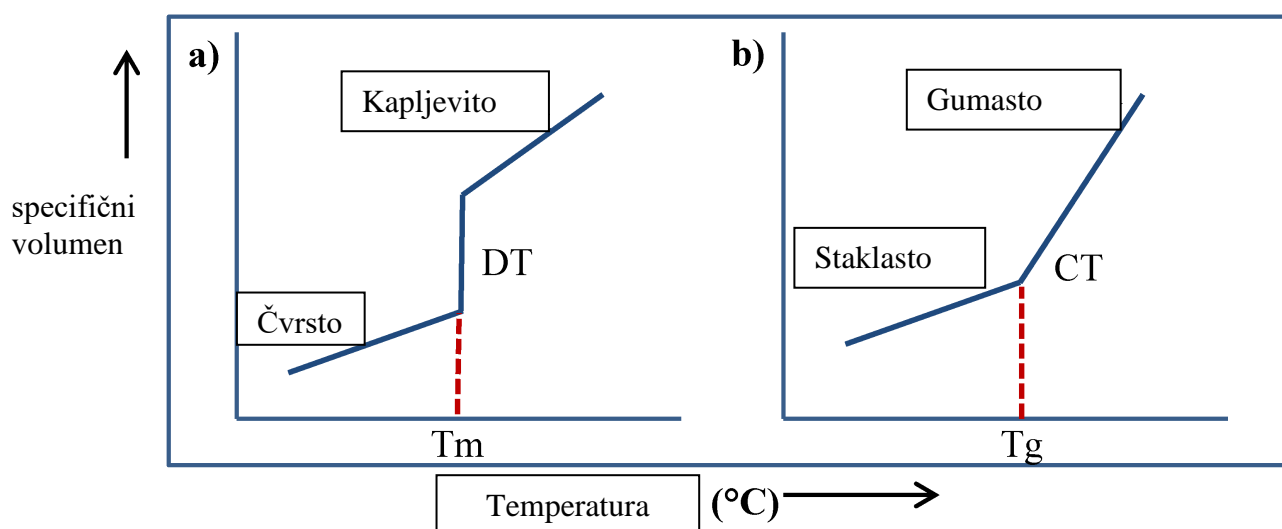 a)
Kapljevito
DT
Čvrsto
Tm
b)
Gumasto
Staklasto
CT
Tg
specifični
volumen
Temperatura (°C)